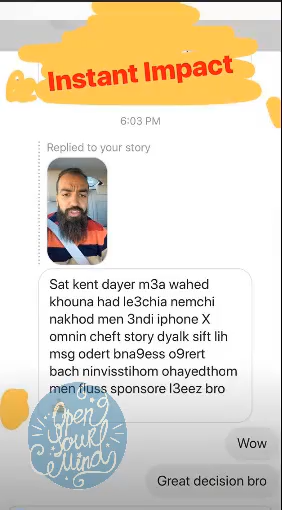 Instant Impact
6:03 PM
Replied to your story
Sat kent dayer m3a wahed
khouna had le3chia nemchi
nakhod men 3ndi iphone X
omnin cheft story dyalk sift lih
msg odert bna9ess o9rert
bach ninvisstihom ohayedthom
men fluss sponsore l3eez bro
Open
Your
Mind
Wow
Great decision bro